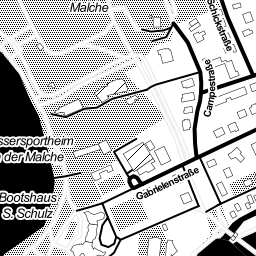 Malche
Schickstraße
Campestraße
assersportheim
n der Malche
Gabrielenstraße
Bootshaus
S. Schulz